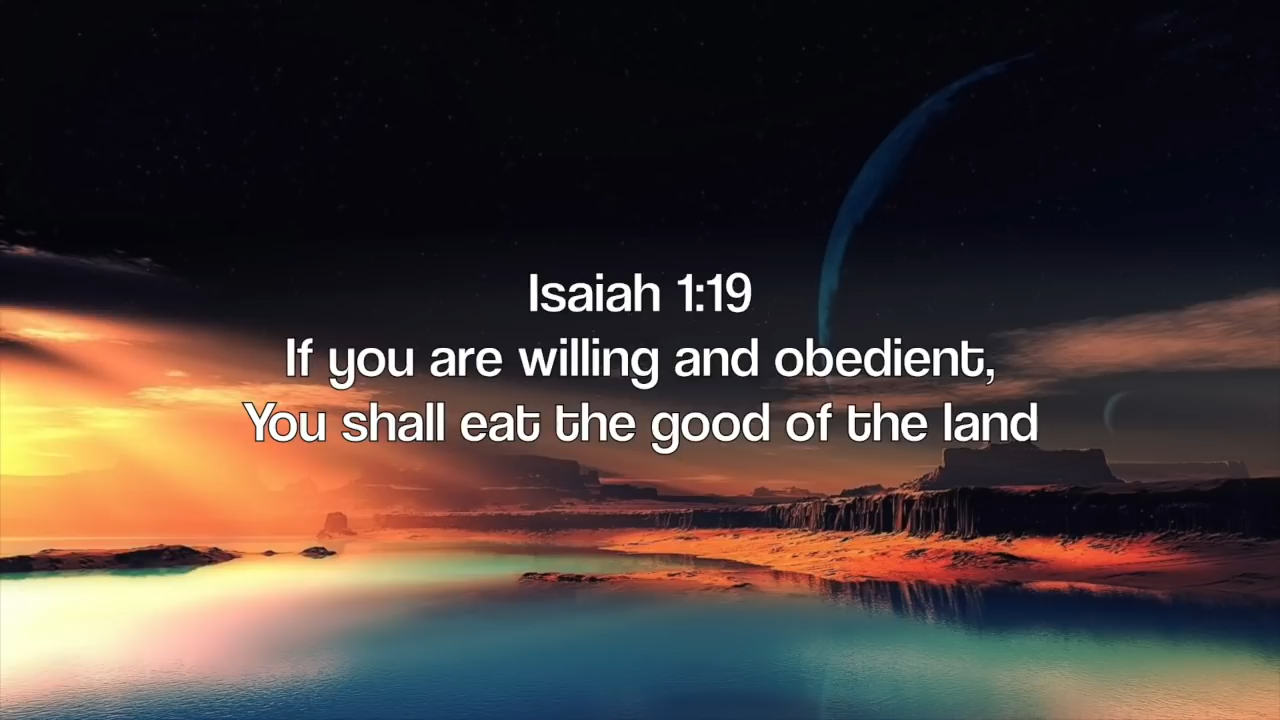 Isaiah 1:19
If you are willing and obedient,
You shall eat the good of the land